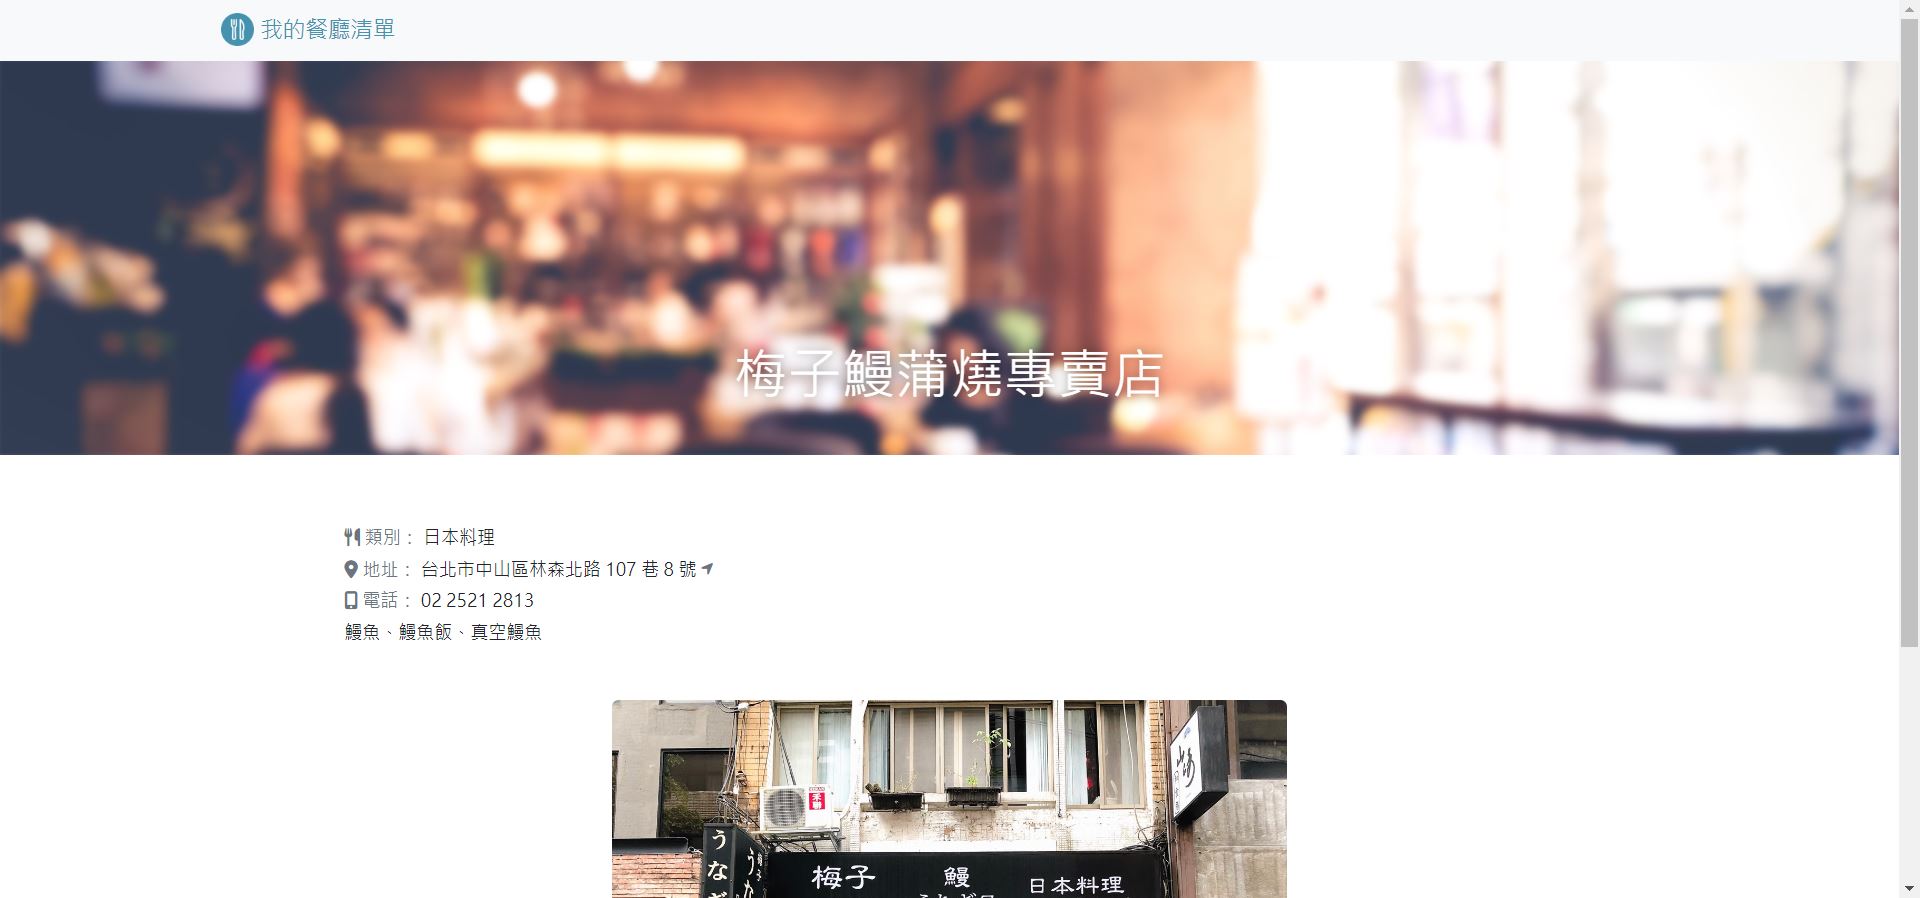 我的餐廳清單
梅子鰻蒲燒專賣店
類別： 日本料理
地址： 台北市中山區林森北路 107 巷 8 號
電話： 02 2521 2813
鰻魚、鰻魚飯、真空鰻魚
梅子 鰻 日本料理
うなぎ